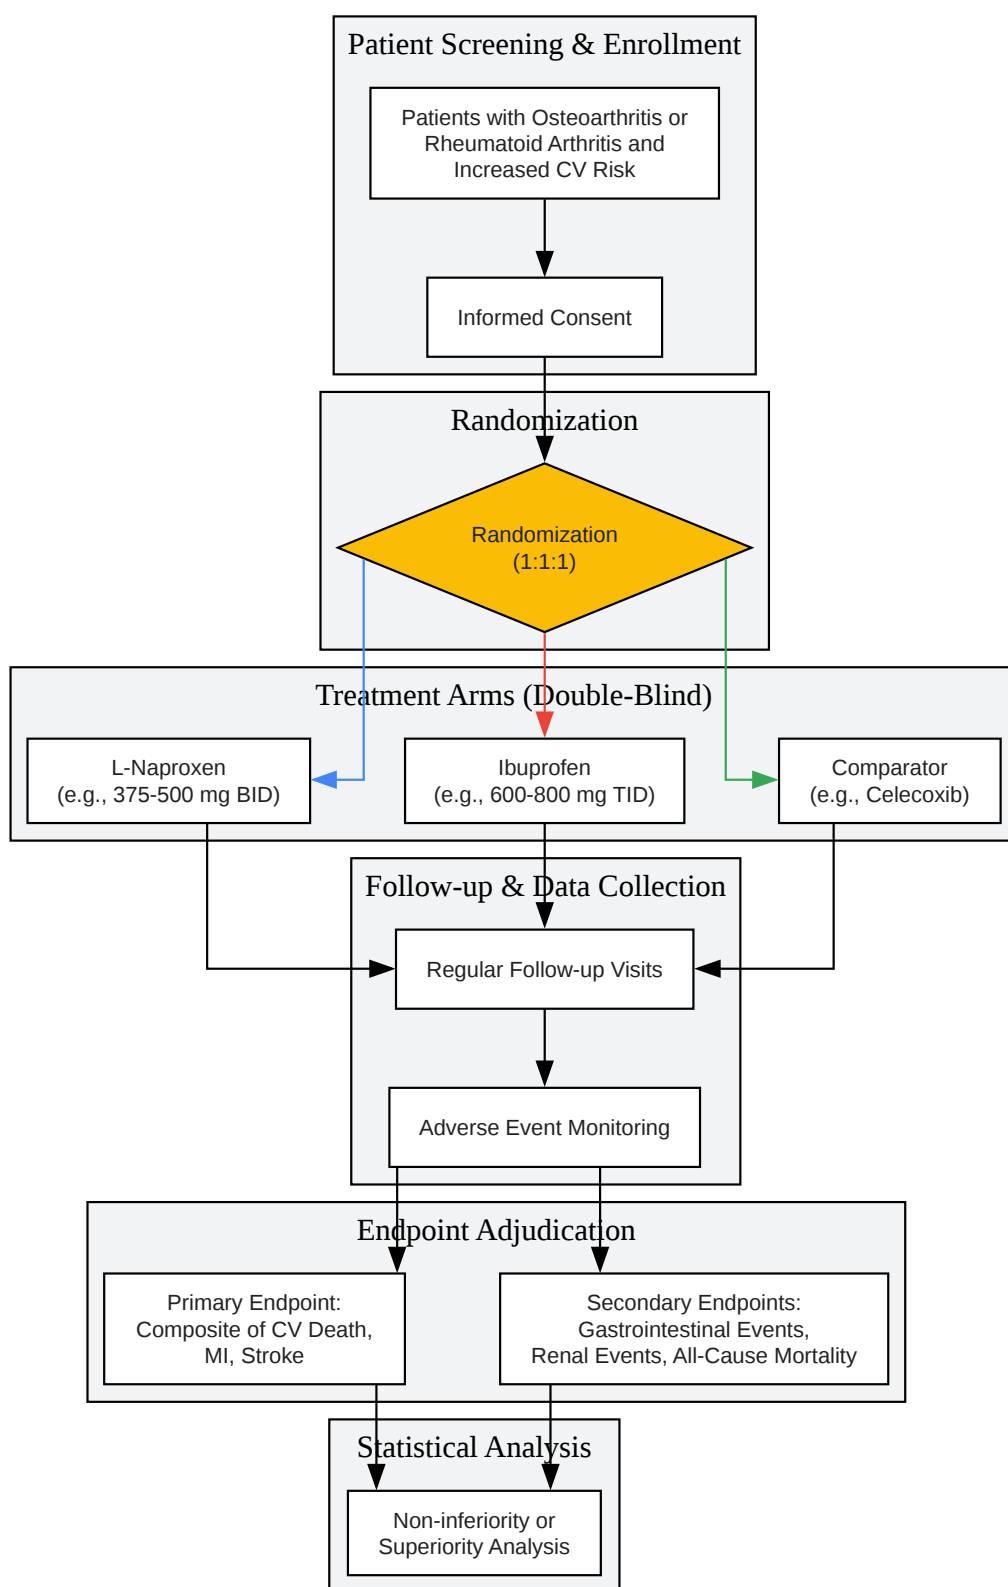 Patient Screening & Enrollment
Patients with Osteoarthritis or
Rheumatoid Arthritis and
Increased CV Risk
Informed Consent
Randomization
Randomization
(1:1:1)
Treatment Arms (Double-Blind)
L-Naproxen
(e.g., 375-500 mg BID)
Ibuprofen
(e.g., 600-800 mg TID)
Comparator
(e.g., Celecoxib)
Follow-up & Data Collection
Regular Follow-up Visits
Adverse Event Monitoring
Endpoint Adjudication
Primary Endpoint:
Composite of CV Death,
MI, Stroke
Secondary Endpoints:
Gastrointestinal Events,
Renal Events, All-Cause Mortality
Statistical Analysis
Non-inferiority or
Superiority Analysis